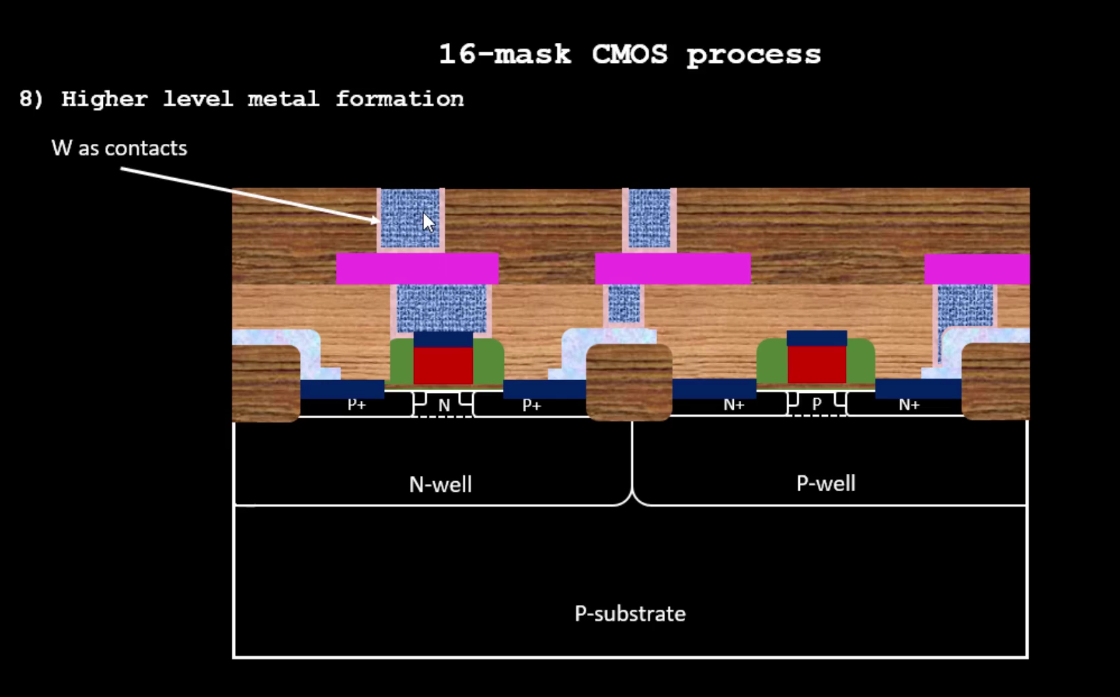 16-mask CMOS process
8) Higher level metal formation
W as contacts
P+ N P+ N+ P N+
N-well P-well
P-substrate